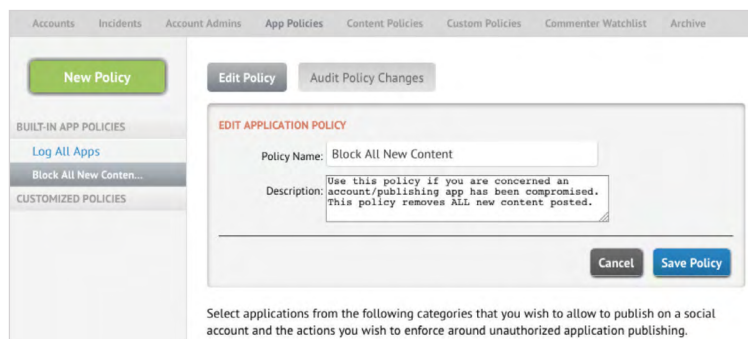 Accounts Incidents Account Admins App Policies Content Policies Custom Policies Commenter Watchlist Archive
New Policy
Edit Policy Audit Policy Changes
BUILT-IN APP POLICIES
Log All Apps
Block All New Conten...
CUSTOMIZED POLICIES
EDIT APPLICATION POLICY
Policy Name: Block All New Content
Description: Use this policy if you are concerned an
account/publishing app has been compromised.
This policy removes ALL new content posted.
Cancel Save Policy
Select applications from the following categories that you wish to allow to publish on a social
account and the actions you wish to enforce around unauthorized application publishing.